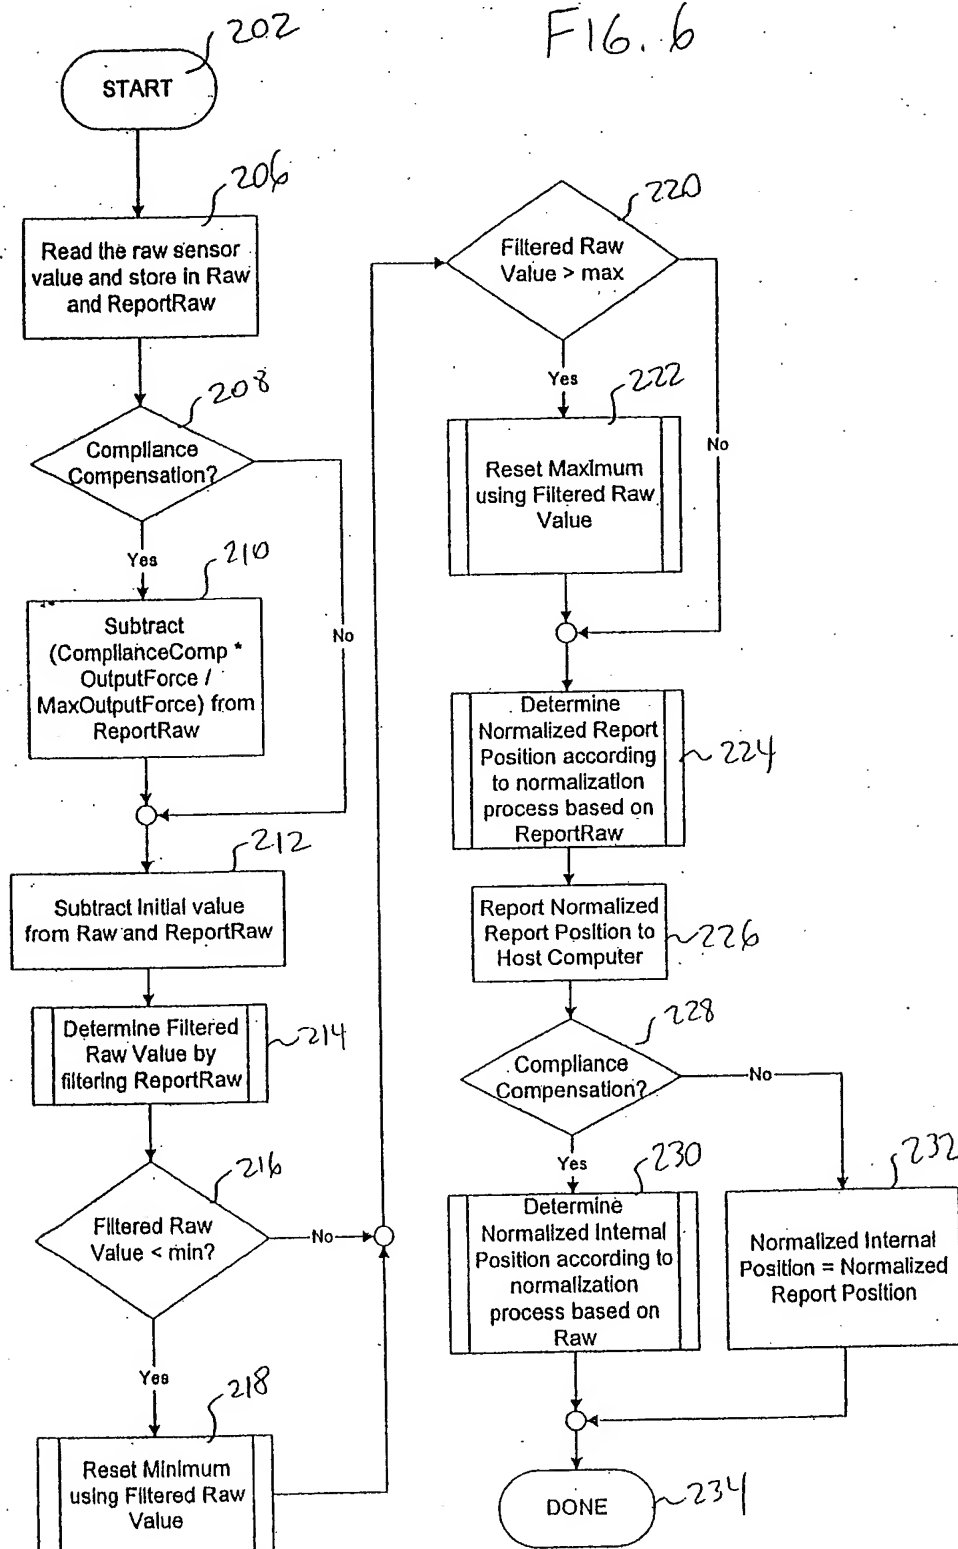 FIG. 6
202
START
206
Read the raw sensor
value and store in Raw
and ReportRaw
208
Compliance
Compensation?
No
Yes
210
Subtract
(ComplianceComp *
OutputForce /
MaxOutputForce) from
ReportRaw
212
Subtract Initial value
from Raw and ReportRaw
Determine Filtered
Raw Value by
filtering ReportRaw
214
216
Filtered Raw
Value < min?
No
Yes
218
Reset Minimum
using Filtered Raw
Value
220
Filtered Raw
Value > max
Yes
No
222
Reset Maximum
using Filtered Raw
Value
Determine
Normalized Report
Position according
to normalization
process based on
ReportRaw
224
Report Normalized
Report Position to
Host Computer
226
228
Compliance
Compensation?
No
Yes
230
Determine
Normalized Internal
Position according to
normalization
process based on
Raw
232
Normalized Internal
Position = Normalized
Report Position
DONE
234